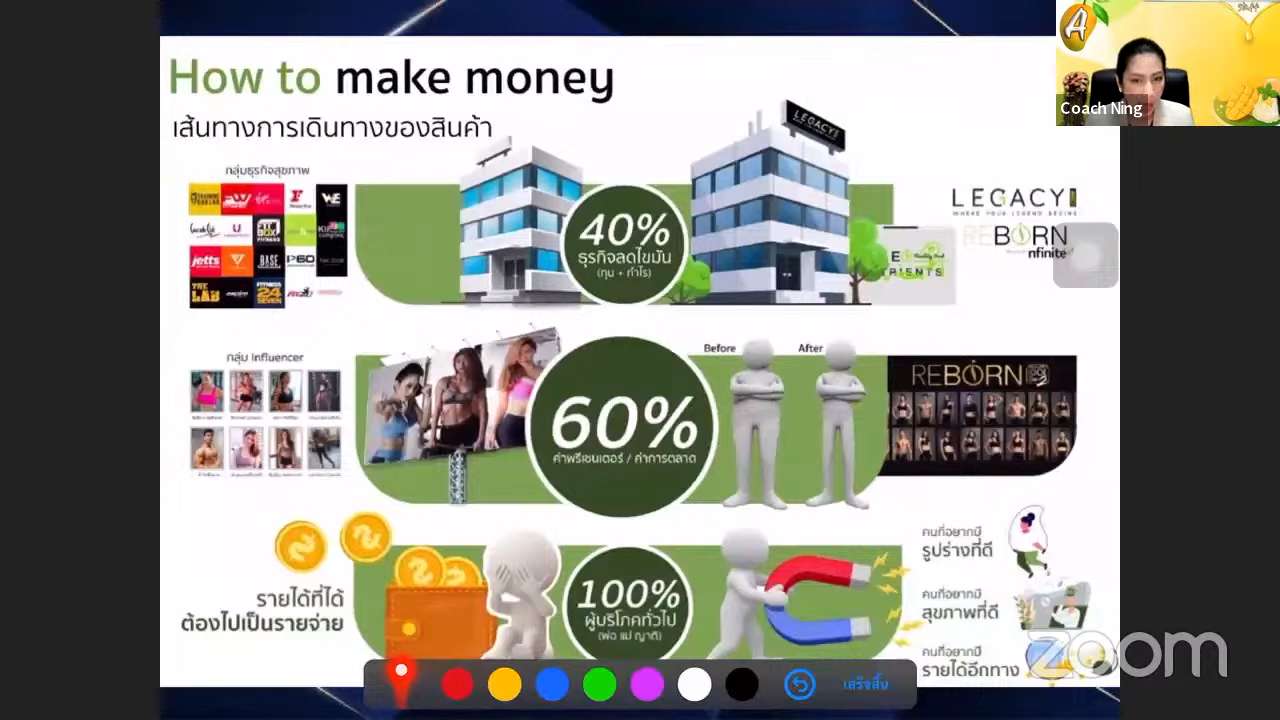 How to make money
เส้นทางการเดินทางของสินค้า
Coach Ning
กลุ่มธุรกิจสุขภาพ
jetts
BASE
P60
THE LAB
FITNESS 24 SEVEN
40%
ธุรกิจลดไขมัน
(ทุน + กำไร)
LEGACY
LEGACY
WHERE YOUR LEGEND BEGINS
REBORN
nfinite
กลุ่ม Influencer
60%
ค่าพรีเซนเตอร์ / ค่าการตลาด
Before
After
REBORN
รายได้ที่ได้
ต้องไปเป็นรายจ่าย
100%
ผู้บริโภคทั่วไป
(พ่อ แม่ ญาติ)
คนที่อยากมี
รูปร่างที่ดี
คนที่อยากมี
สุขภาพที่ดี
คนที่อยากมี
รายได้อีกทาง
zoom
เสร็จสิ้น